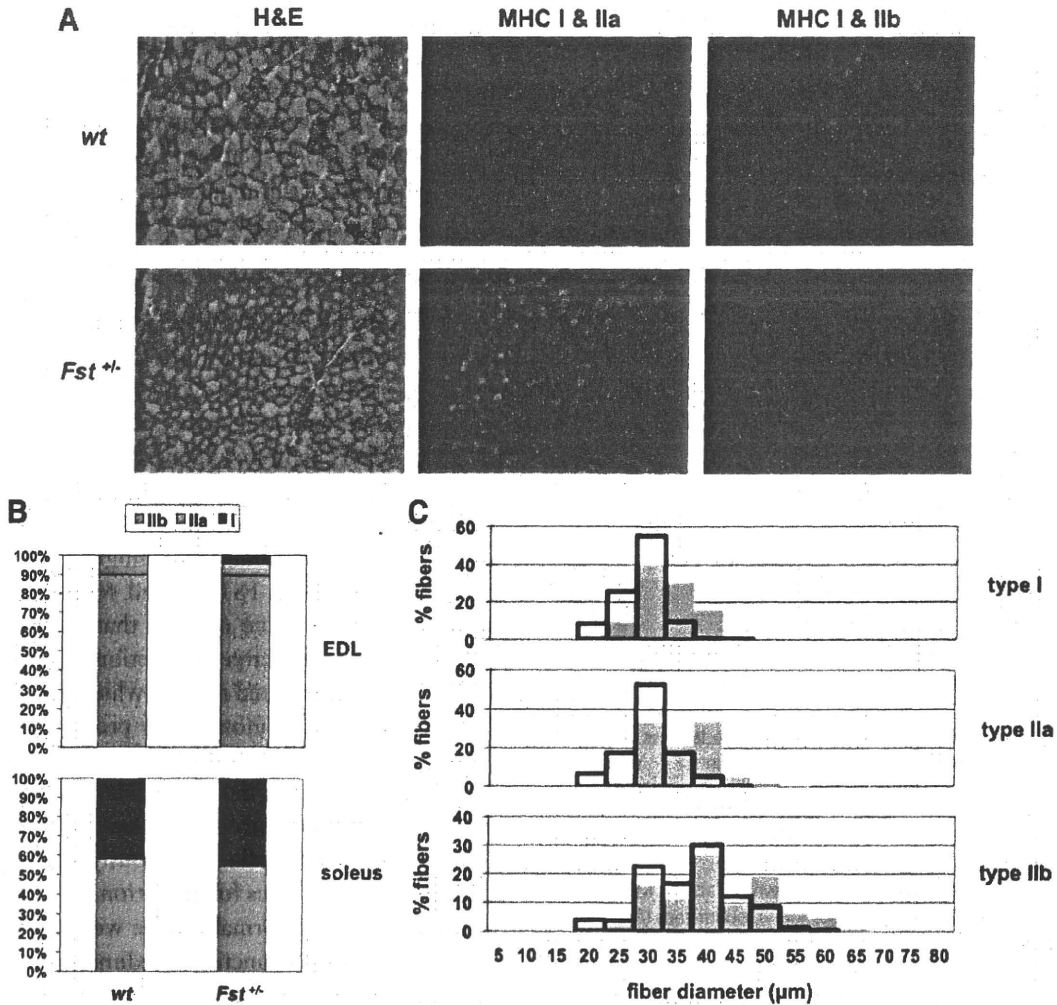 A
H&E
MHC I & IIa
MHC I & IIb
wt
Fst +/-
B
IIb IIa I
100%
90%
80%
70%
60%
50%
40%
30%
20%
10%
0%
EDL
100%
90%
80%
70%
60%
50%
40%
30%
20%
10%
0%
soleus
wt
Fst +/-
C
% fibers
60
40
20
0
type I
% fibers
60
40
20
0
type IIa
% fibers
40
30
20
10
0
type IIb
5 10 15 20 25 30 35 40 45 50 55 60 65 70 75 80
fiber diameter (µm)